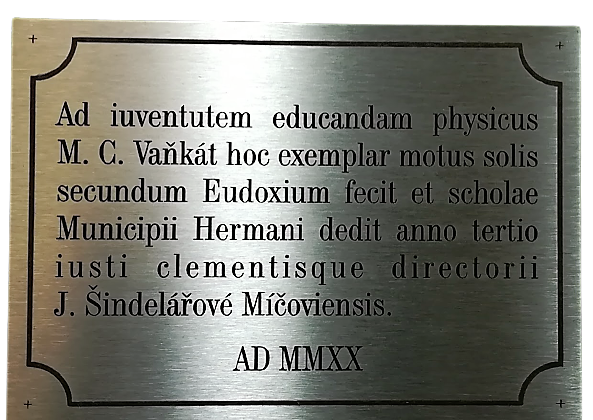 Ad iuventutem educandam physicus
M. C. Vaňkát hoc exemplar motus solis
secundum Eudoxium fecit et scholae
Municipii Hermani dedit anno tertio
iusti clementisque directorii
J. Šindelářové Míčoviensis.
AD MMXX